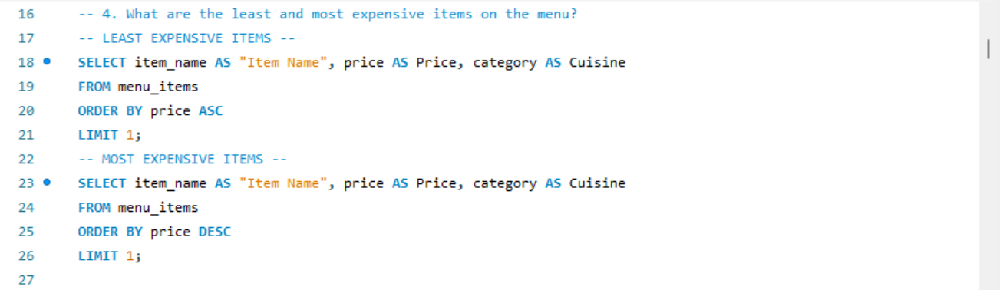 16 -- 4. What are the least and most expensive items on the menu?
17 -- LEAST EXPENSIVE ITEMS --
18 SELECT item_name AS "Item Name", price AS Price, category AS Cuisine
19 FROM menu_items
20 ORDER BY price ASC
21 LIMIT 1;
22 -- MOST EXPENSIVE ITEMS --
23 SELECT item_name AS "Item Name", price AS Price, category AS Cuisine
24 FROM menu_items
25 ORDER BY price DESC
26 LIMIT 1;
27